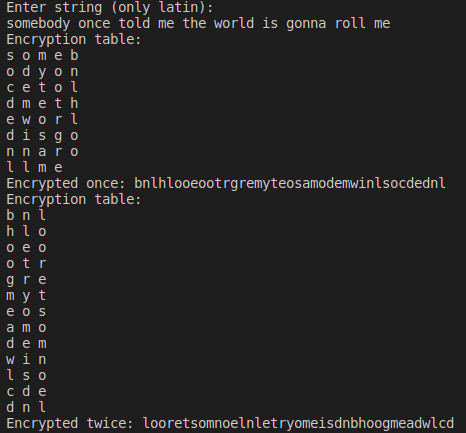 Enter string (only latin):
somebody once told me the world is gonna roll me
Encryption table:
s o m e b
o d y o n
c e t o l
d m e t h
e w o r l
d i s g o
n n a r o
l l m e
Encrypted once: bnlhlooeootrgremyteosamodemwinlsocdednl
Encryption table:
b n l
h l o
o e o
o t r
g r e
m y t
e o s
a m o
d e m
w i n
l s o
c d e
d n l
Encrypted twice: looretsomnoelnletryomeisdnbhoogmeadwlcd